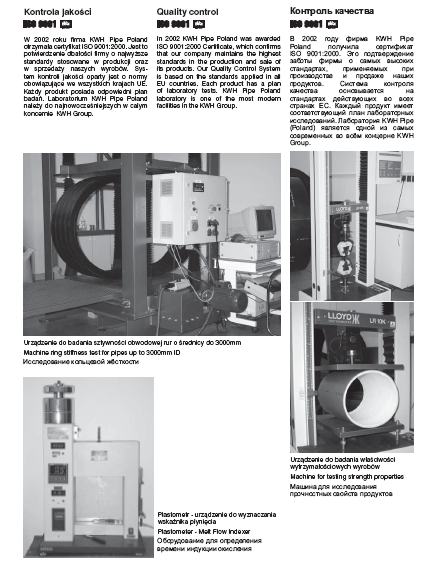 Kontrola jakości
ISO 9001
W 2002 roku firma KWH Pipe Poland
otrzymała certyfikat ISO 9001:2000. Jest to
potwierdzenie dbałości firmy o najwyższe
standardy stosowane w produkcji oraz
w sprzedaży naszych wyrobów. Sys-
tem kontroli jakości oparty jest o normy
obowiązujące we wszystkich krajach UE.
Każdy produkt posiada odpowiedni plan
badań. Laboratorium KWH Pipe Poland
należy do najnowocześniejszych w całym
koncernie KWH Group.
Quality control
ISO 9001
In 2002 KWH Pipe Poland was awarded
ISO 9001:2000 Certificate, which confirms
that our company maintains the highest
standards in the production and sale of
its products. Our Quality Control System
is based on the standards applied in all
EU countries. Each product has a plan
of laboratory tests. KWH Pipe Poland
laboratory is one of the most modern
facilities in the KWH Group.
Контроль качества
ISO 9001
В 2002 году фирма KWH Pipe
Poland получила сертификат
ISO 9001:2000. Это подтверждение
заботы фирмы о самых высоких
стандартах, применяемых при
производстве и продаже наших
продуктов. Система контроля
качества основывается на
стандартах действующих во всех
странах ЕС. Каждый продукт имеет
соответствующий план лабораторных
исследований. Лаборатория KWH Pipe
(Poland) является одной из самых
современных во всём концерне KWH
Group.
Urządzenie do badania sztywności obwodowej rur o średnicy do 3000mm
Machine ring stiffness test for pipes up to 3000mm ID
Исследование кольцевой жёсткости
LLOYD
LLOYD
LR 10K
Urządzenie do badania właściwości
wytrzymałościowych wyrobów
Machine for testing strength properties
Машина для исследования
прочностных свойств продуктов
Plastometr - urządzenie do wyznaczania
wskaźnika płynięcia
Plastometer - Melt Flow Indexer
Оборудование для определения
времени индукции окисления